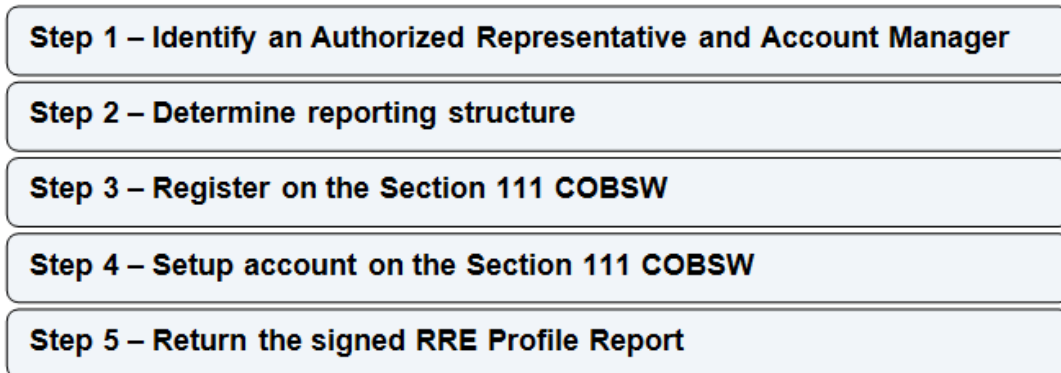 Step 1 – Identify an Authorized Representative and Account Manager
Step 2 – Determine reporting structure
Step 3 – Register on the Section 111 COBSW
Step 4 – Setup account on the Section 111 COBSW
Step 5 – Return the signed RRE Profile Report